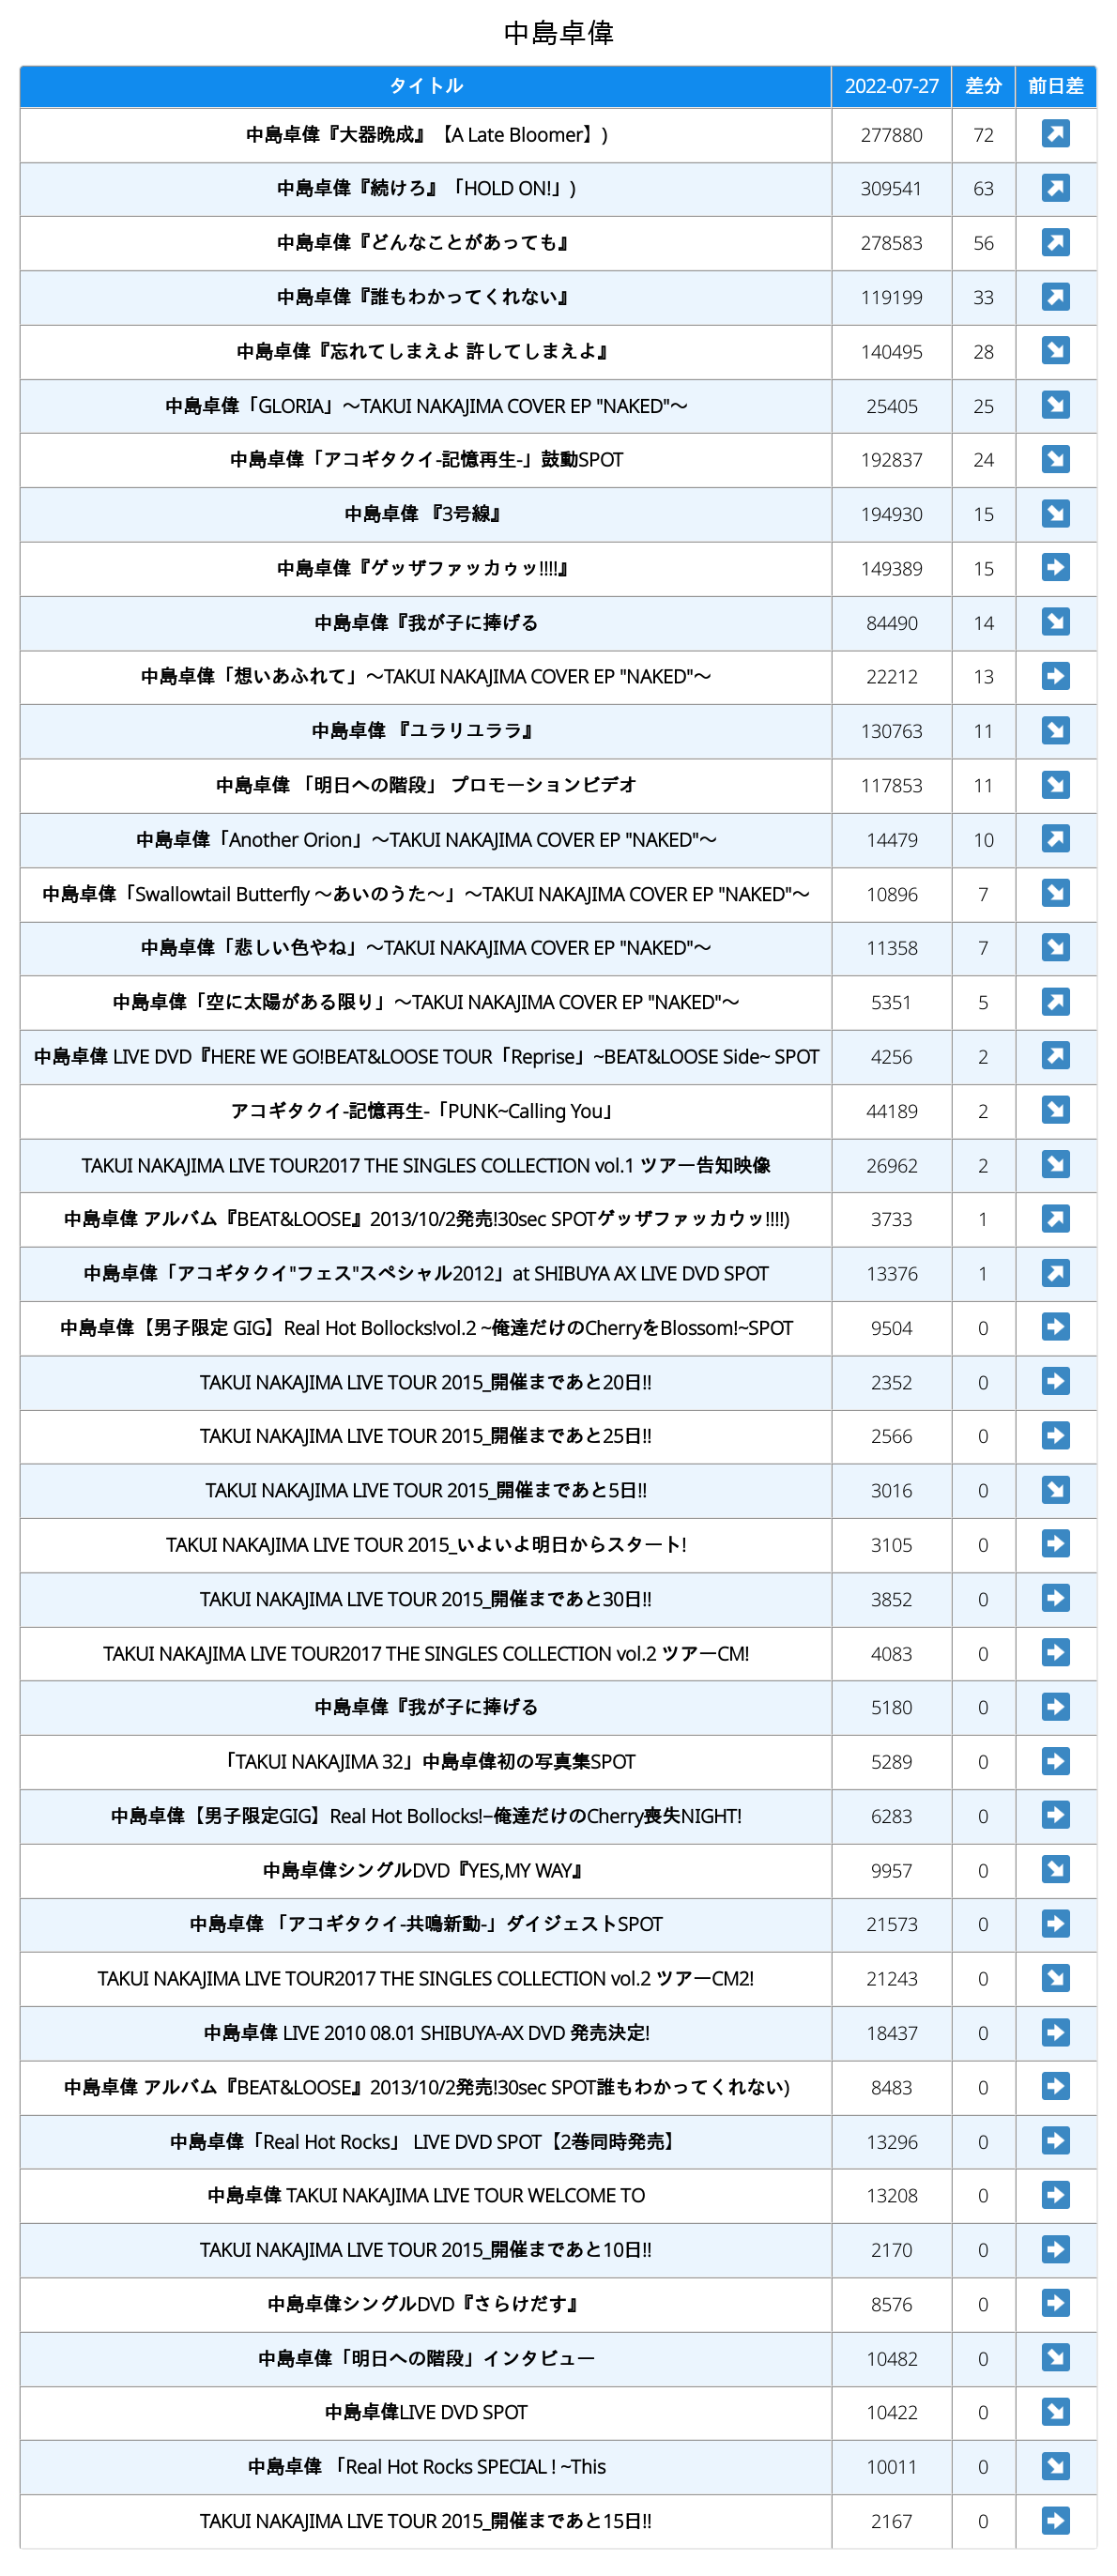 中島卓偉
タイトル 2022-07-27 差分 前日差
中島卓偉『大器晩成』【A Late Bloomer】) 277880 72 ↗
中島卓偉『続けろ』「HOLD ON!」) 309541 63 ↗
中島卓偉『どんなことがあっても』 278583 56 ↗
中島卓偉『誰もわかってくれない』 119199 33 ↗
中島卓偉『忘れてしまえよ 許してしまえよ』 140495 28 ↘
中島卓偉「GLORIA」～TAKUI NAKAJIMA COVER EP "NAKED"～ 25405 25 ↘
中島卓偉「アコギタクイ-記憶再生-」鼓動SPOT 192837 24 ↘
中島卓偉 『3号線』 194930 15 ↘
中島卓偉『ゲッザファッカゥッ!!!!』 149389 15 ➡
中島卓偉『我が子に捧げる 84490 14 ↘
中島卓偉「想いあふれて」～TAKUI NAKAJIMA COVER EP "NAKED"～ 22212 13 ➡
中島卓偉 『ユラリユララ』 130763 11 ↘
中島卓偉 「明日への階段」 プロモーションビデオ 117853 11 ↘
中島卓偉「Another Orion」～TAKUI NAKAJIMA COVER EP "NAKED"～ 14479 10 ↗
中島卓偉「Swallowtail Butterfly ～あいのうた～」～TAKUI NAKAJIMA COVER EP "NAKED"～ 10896 7 ↘
中島卓偉「悲しい色やね」～TAKUI NAKAJIMA COVER EP "NAKED"～ 11358 7 ↘
中島卓偉「空に太陽がある限り」～TAKUI NAKAJIMA COVER EP "NAKED"～ 5351 5 ↗
中島卓偉 LIVE DVD『HERE WE GO!BEAT&LOOSE TOUR「Reprise」~BEAT&LOOSE Side~ SPOT 4256 2 ↗
アコギタクイ-記憶再生-「PUNK~Calling You」 44189 2 ↘
TAKUI NAKAJIMA LIVE TOUR2017 THE SINGLES COLLECTION vol.1 ツアー告知映像 26962 2 ↘
中島卓偉 アルバム『BEAT&LOOSE』2013/10/2発売!30sec SPOTゲッザファッカウッ!!!!) 3733 1 ↗
中島卓偉「アコギタクイ"フェス"スペシャル2012」at SHIBUYA AX LIVE DVD SPOT 13376 1 ↗
中島卓偉【男子限定 GIG】Real Hot Bollocks!vol.2 ~俺達だけのCherryをBlossom!~SPOT 9504 0 ➡
TAKUI NAKAJIMA LIVE TOUR 2015_開催まであと20日!! 2352 0 ➡
TAKUI NAKAJIMA LIVE TOUR 2015_開催まであと25日!! 2566 0 ➡
TAKUI NAKAJIMA LIVE TOUR 2015_開催まであと5日!! 3016 0 ↘
TAKUI NAKAJIMA LIVE TOUR 2015_いよいよ明日からスタート! 3105 0 ➡
TAKUI NAKAJIMA LIVE TOUR 2015_開催まであと30日!! 3852 0 ➡
TAKUI NAKAJIMA LIVE TOUR2017 THE SINGLES COLLECTION vol.2 ツアーCM! 4083 0 ➡
中島卓偉『我が子に捧げる 5180 0 ➡
「TAKUI NAKAJIMA 32」中島卓偉初の写真集SPOT 5289 0 ➡
中島卓偉【男子限定GIG】Real Hot Bollocks!−俺達だけのCherry喪失NIGHT! 6283 0 ➡
中島卓偉シングルDVD『YES,MY WAY』 9957 0 ↘
中島卓偉 「アコギタクイ-共鳴新動-」ダイジェストSPOT 21573 0 ➡
TAKUI NAKAJIMA LIVE TOUR2017 THE SINGLES COLLECTION vol.2 ツアーCM2! 21243 0 ↘
中島卓偉 LIVE 2010 08.01 SHIBUYA-AX DVD 発売決定! 18437 0 ➡
中島卓偉 アルバム『BEAT&LOOSE』2013/10/2発売!30sec SPOT誰もわかってくれない) 8483 0 ➡
中島卓偉「Real Hot Rocks」 LIVE DVD SPOT【2巻同時発売】 13296 0 ➡
中島卓偉 TAKUI NAKAJIMA LIVE TOUR WELCOME TO 13208 0 ➡
TAKUI NAKAJIMA LIVE TOUR 2015_開催まであと10日!! 2170 0 ➡
中島卓偉シングルDVD『さらけだす』 8576 0 ➡
中島卓偉「明日への階段」インタビュー 10482 0 ↘
中島卓偉LIVE DVD SPOT 10422 0 ↘
中島卓偉 「Real Hot Rocks SPECIAL ! ~This 10011 0 ↘
TAKUI NAKAJIMA LIVE TOUR 2015_開催まであと15日!! 2167 0 ➡